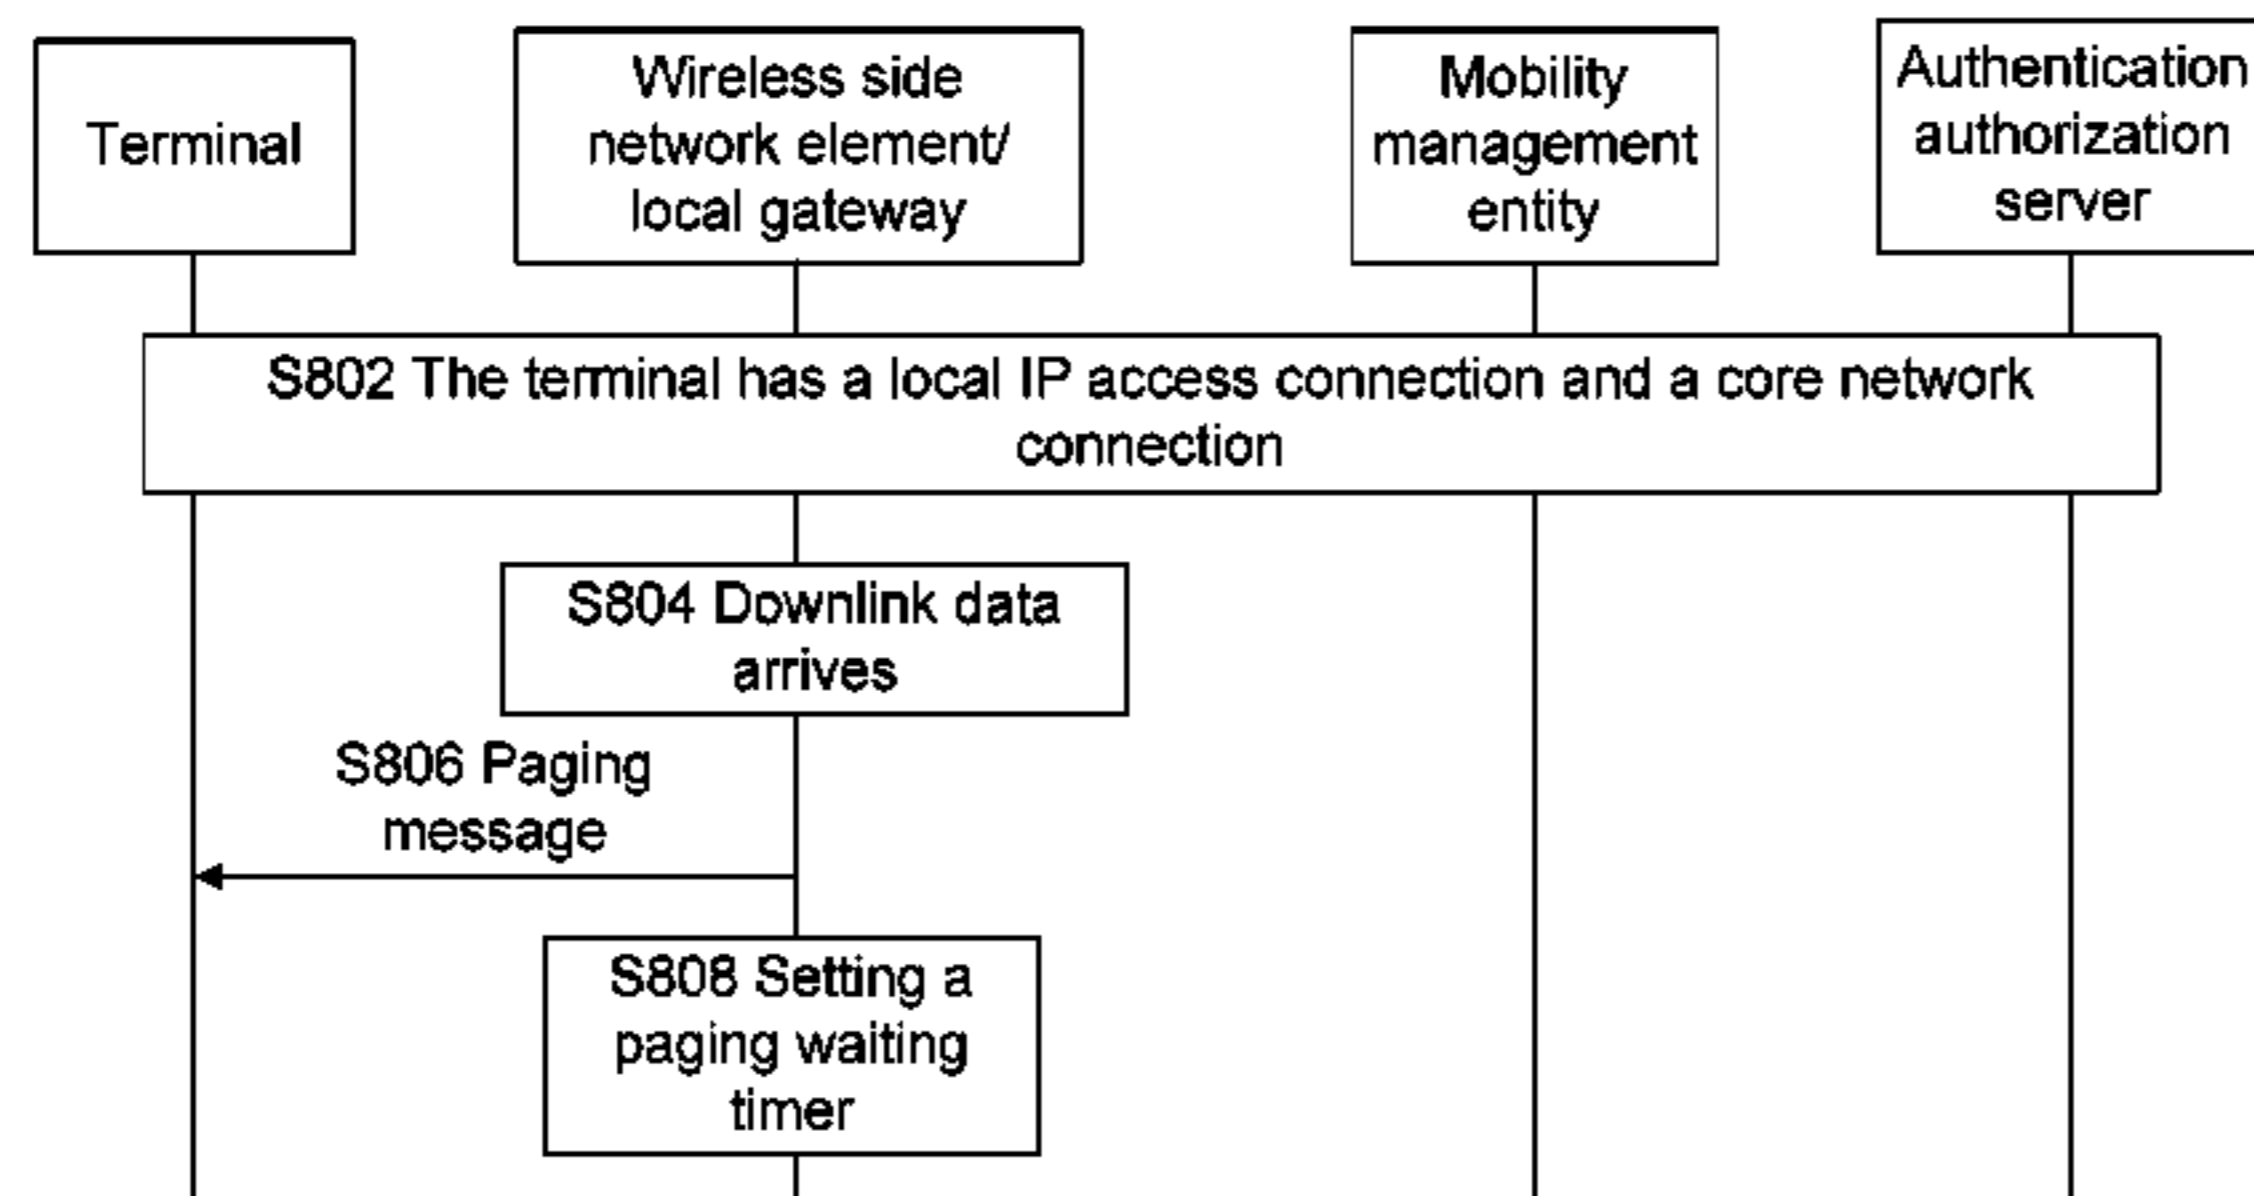 Terminal
Wireless side
network element/
local gateway
Mobility
management
entity
Authentication
authorization
server
S802 The terminal has a local IP access connection and a core network
connection
S804 Downlink data
arrives
S806 Paging
message
S808 Setting a
paging waiting
timer